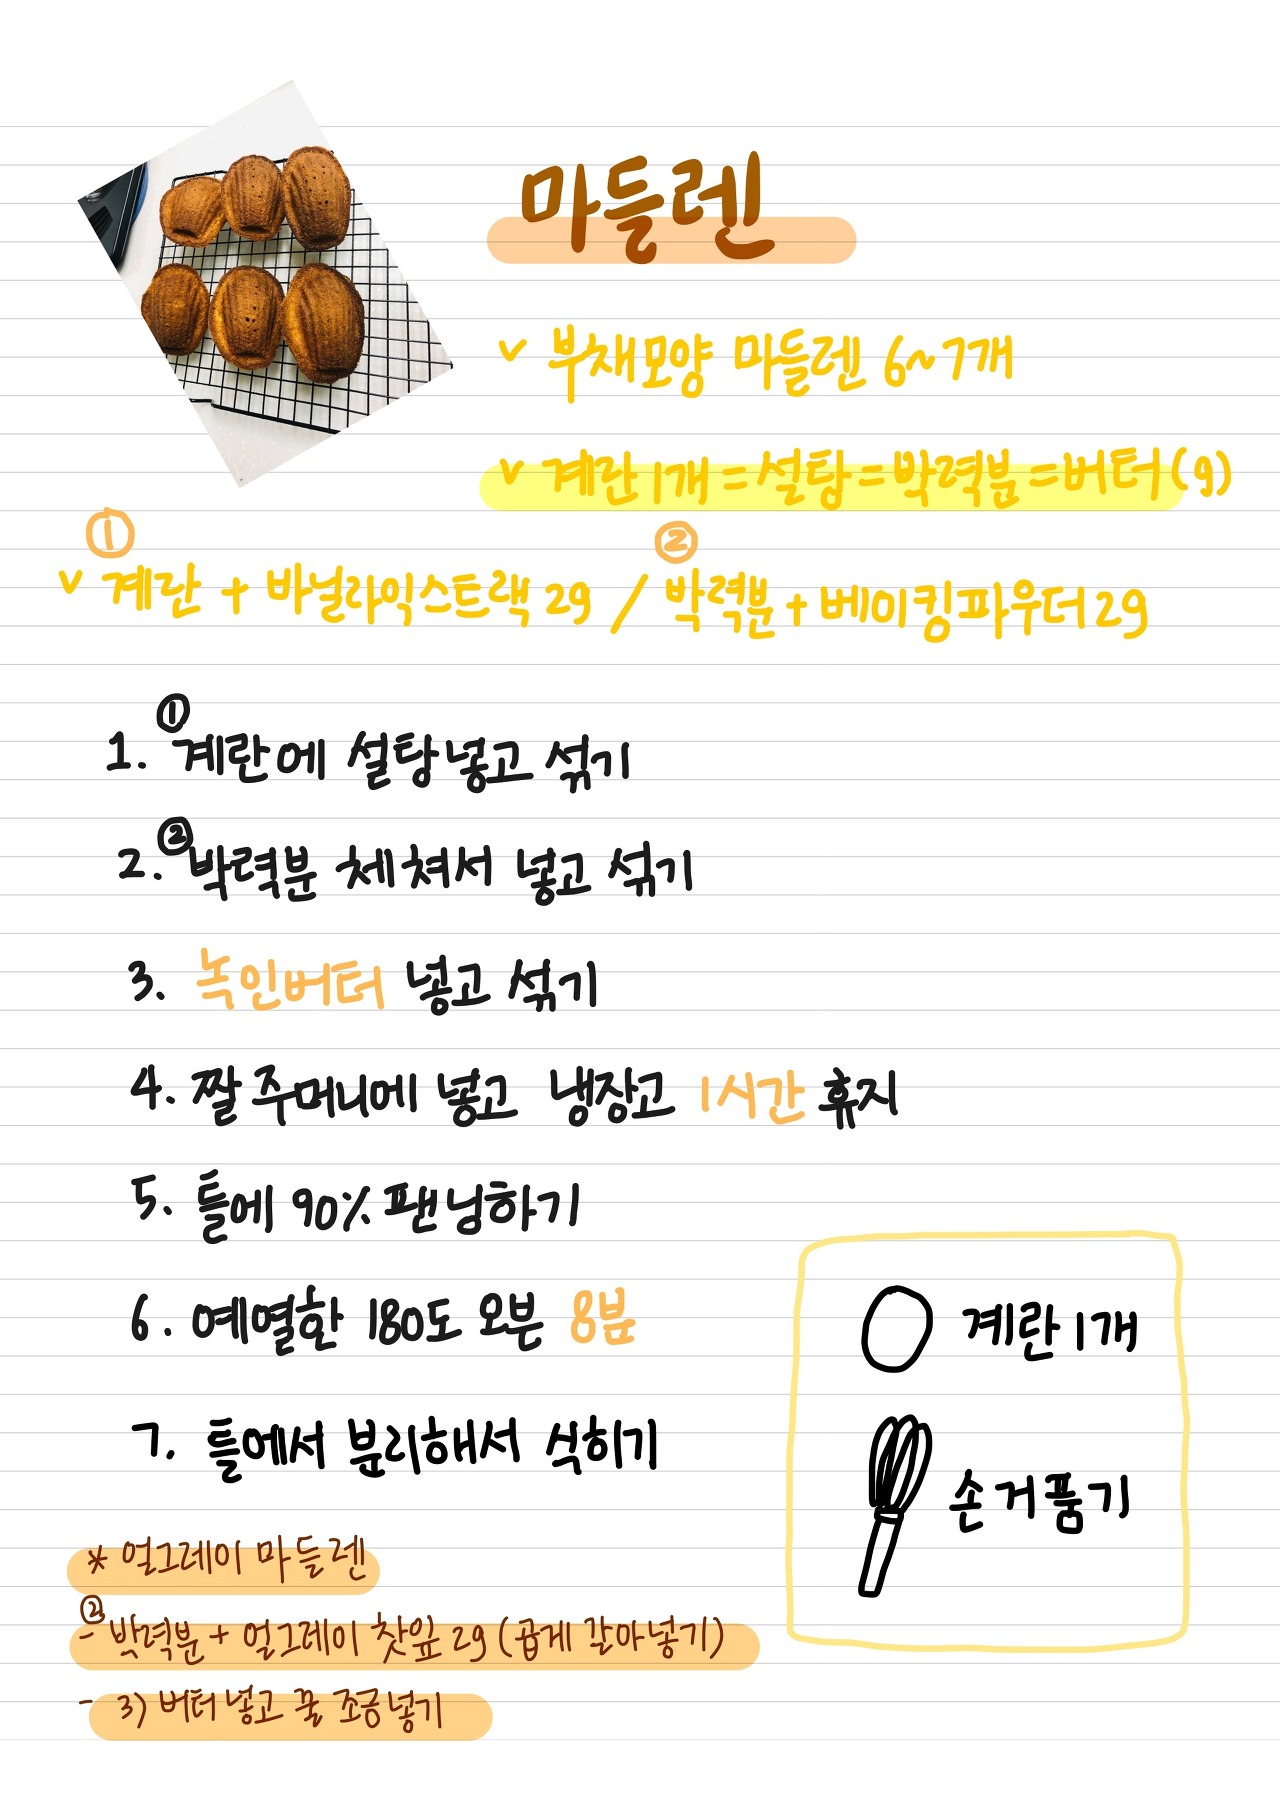 마들렌
v 부채모양 마들렌 6~7개
v 계란 1개 = 설탕 = 박력분 = 버터 (g)
① ②
v 계란 + 바닐라익스트랙 2g / 박력분 + 베이킹파우더 2g
1. ①계란에 설탕넣고 섞기
2. ②박력분 체쳐서 넣고 섞기
3. 녹인버터 넣고 섞기
4. 짤주머니에 넣고 냉장고 1시간 휴지
5. 틀에 90% 팬닝하기
6. 예열한 180도 오븐 8분
7. 틀에서 분리해서 식히기
계란 1개
손거품기
* 얼그레이 마들렌
- ②박력분 + 얼그레이 찻잎 2g (곱게 갈아넣기)
- 3) 버터넣고 꿀 조금넣기